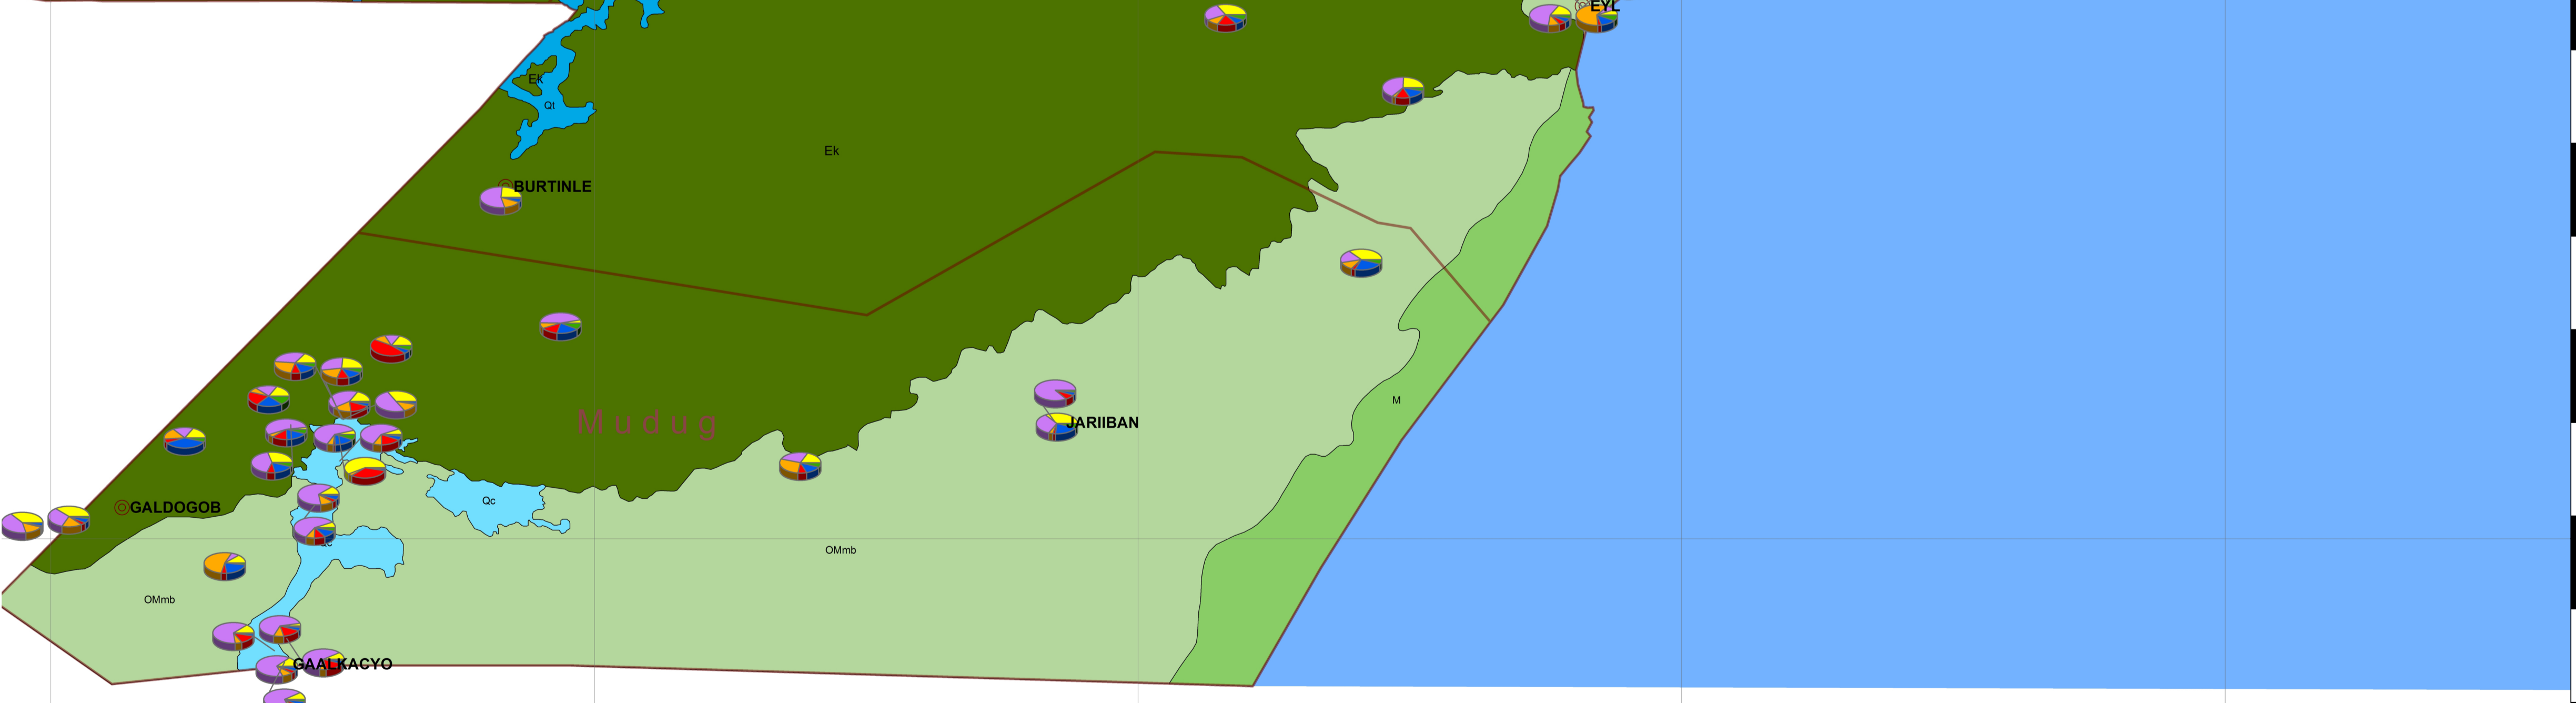 EYL
Ek
Qt
Ek
BURTINLE
M
Mudug
JARIIBAN
Qc
GALDOGOB
OMmb
OMmb
GAALKACYO